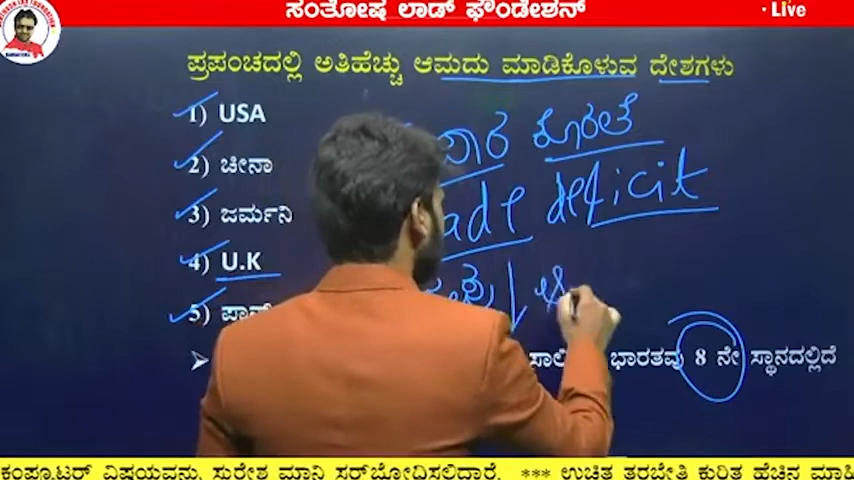 ಸಂತೋಷ ಲಾಡ್ ಫೌಂಡೇಶನ್
Live
ಪ್ರಪಂಚದಲ್ಲಿ ಅತಿಹೆಚ್ಚು ಆಮದು ಮಾಡಿಕೊಳುವ ದೇಶಗಳು
1) USA
2) ಚೀನಾ
ಕೊರತೆ
3) ಜರ್ಮನಿ
deficit
4) U.K
5)
ಭಾರತವು 8 ನೇ ಸ್ಥಾನದಲ್ಲಿದೆ
ಕಂಪ್ಯೂಟರ್ ವಿಷಯವನ್ನು ಸುರೇಶ ಮಾನಿ ಸರ್‌ಬೋಧಿಸಲಿದ್ದಾರೆ. *** ಉಚಿತ ತರಬೇತಿ ಕುರಿತ ಹೆಚಿನ